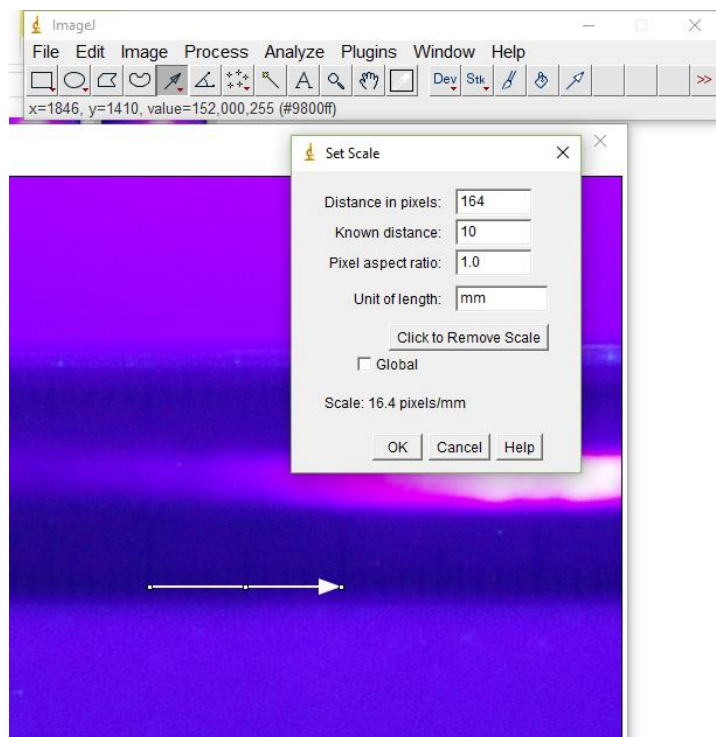 ImageJ
File Edit Image Process Analyze Plugins Window Help
A Dev Stk >>
x=1846, y=1410, value=152,000,255 (#9800ff)
Set Scale
Distance in pixels: 164
Known distance: 10
Pixel aspect ratio: 1.0
Unit of length: mm
Click to Remove Scale
Global
Scale: 16.4 pixels/mm
OK Cancel Help